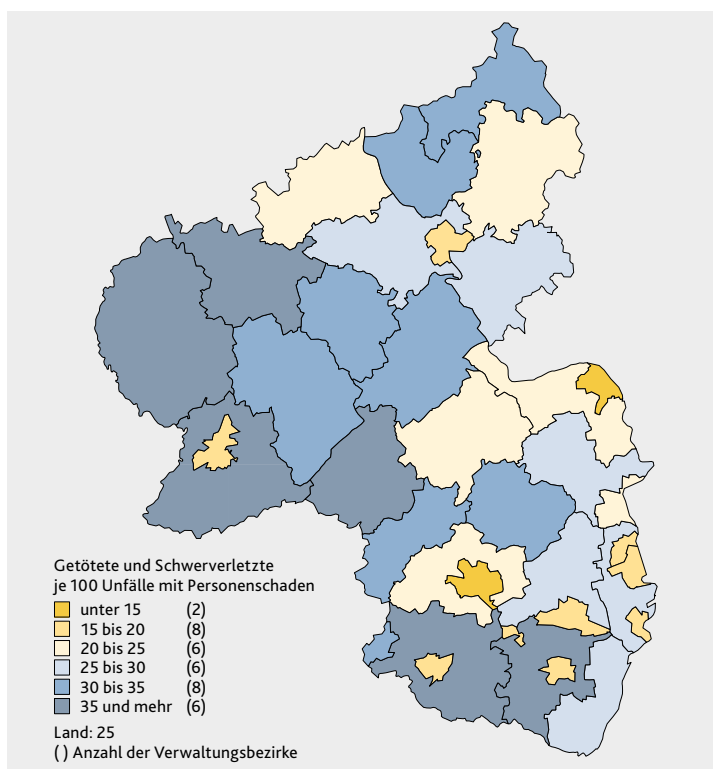 Getötete und Schwerverletzte
je 100 Unfälle mit Personenschaden
unter 15 (2)
15 bis 20 (8)
20 bis 25 (6)
25 bis 30 (6)
30 bis 35 (8)
35 und mehr (6)
Land: 25
( ) Anzahl der Verwaltungsbezirke